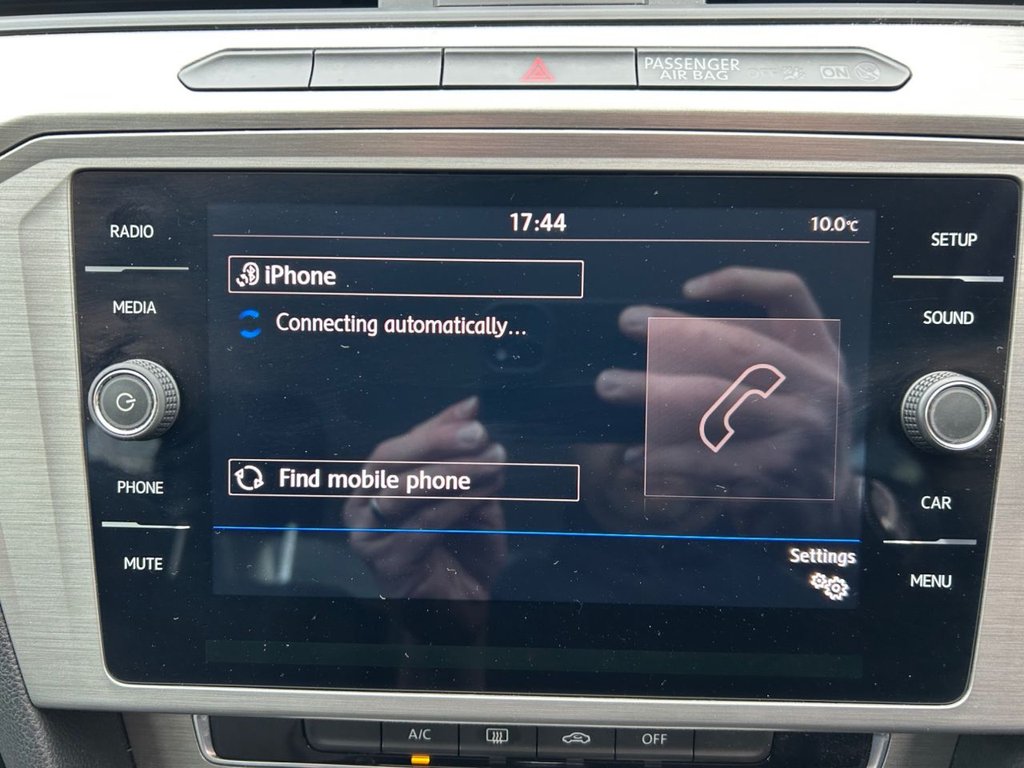 PASSENGER
AIR BAG OFF ON
RADIO
MEDIA
PHONE
MUTE
17:44
10.0°C
iPhone
Connecting automatically...
Find mobile phone
Settings
SETUP
SOUND
CAR
MENU
A/C
OFF